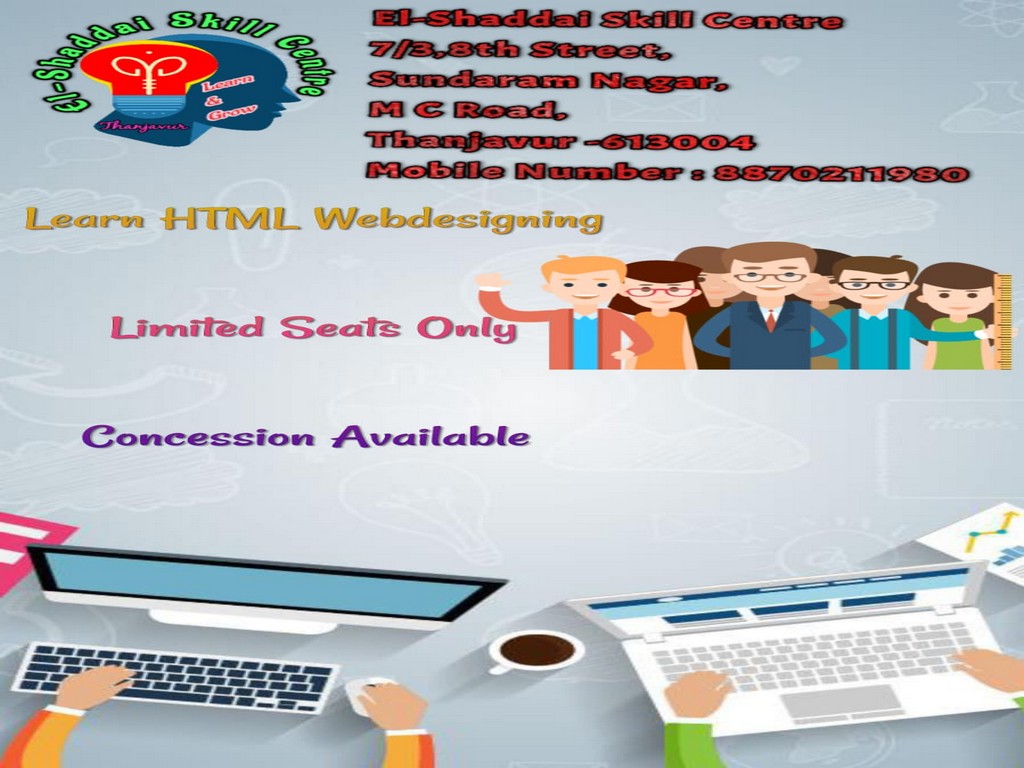 El-Shaddai Skill Centre
Learn
&
Grow
Thanjavur
El-Shaddai Skill Centre
7/3,8th Street,
Sundaram Nagar,
M C Road,
Thanjavur -613004
Mobile Number : 8870211980
Learn HTML Webdesigning
Limited Seats Only
Concession Available